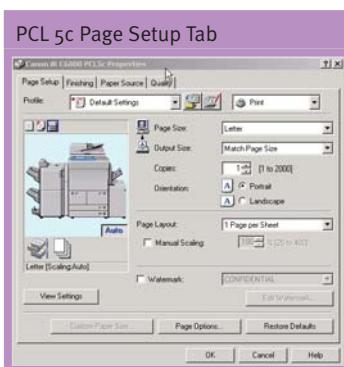 PCL 5c Page Setup Tab
Canon iR C6800 PCL5c Properties
Page Setup Finishing Paper Source Quality
Profile: Default Settings Print
Page Size: Letter
Output Size: Match Page Size
Copies: 1 [1 to 2000]
Orientation: A Portrait
A Landscape
Auto
Page Layout: 1 Page per Sheet
Manual Scaling: 100 % [25 to 400]
Letter [Scaling:Auto]
Watermark: CONFIDENTIAL
View Settings Edit Watermark...
Custom Paper Size... Page Options... Restore Defaults
OK Cancel Help